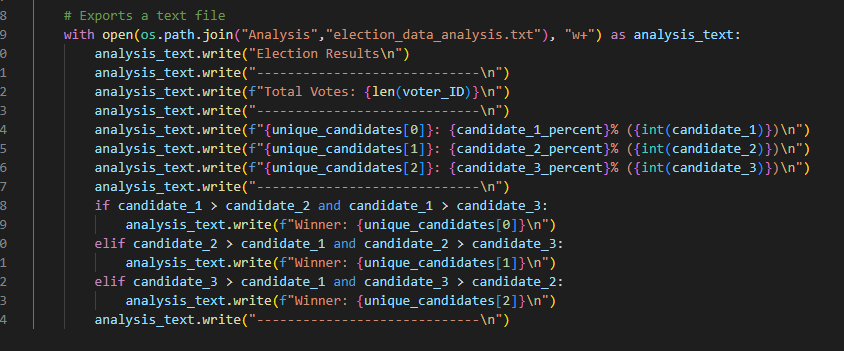 8 # Exports a text file
9 with open(os.path.join("Analysis","election_data_analysis.txt"), "w+") as analysis_text:
0 analysis_text.write("Election Results\n")
1 analysis_text.write("-----------------------------\n")
2 analysis_text.write(f"Total Votes: {len(voter_ID)}\n")
3 analysis_text.write("-----------------------------\n")
4 analysis_text.write(f"{unique_candidates[0]}: {candidate_1_percent}% ({int(candidate_1)})\n")
5 analysis_text.write(f"{unique_candidates[1]}: {candidate_2_percent}% ({int(candidate_2)})\n")
6 analysis_text.write(f"{unique_candidates[2]}: {candidate_3_percent}% ({int(candidate_3)})\n")
7 analysis_text.write("-----------------------------\n")
8 if candidate_1 > candidate_2 and candidate_1 > candidate_3:
9 analysis_text.write(f"Winner: {unique_candidates[0]}\n")
0 elif candidate_2 > candidate_1 and candidate_2 > candidate_3:
1 analysis_text.write(f"Winner: {unique_candidates[1]}\n")
2 elif candidate_3 > candidate_1 and candidate_3 > candidate_2:
3 analysis_text.write(f"Winner: {unique_candidates[2]}\n")
4 analysis_text.write("-----------------------------\n")